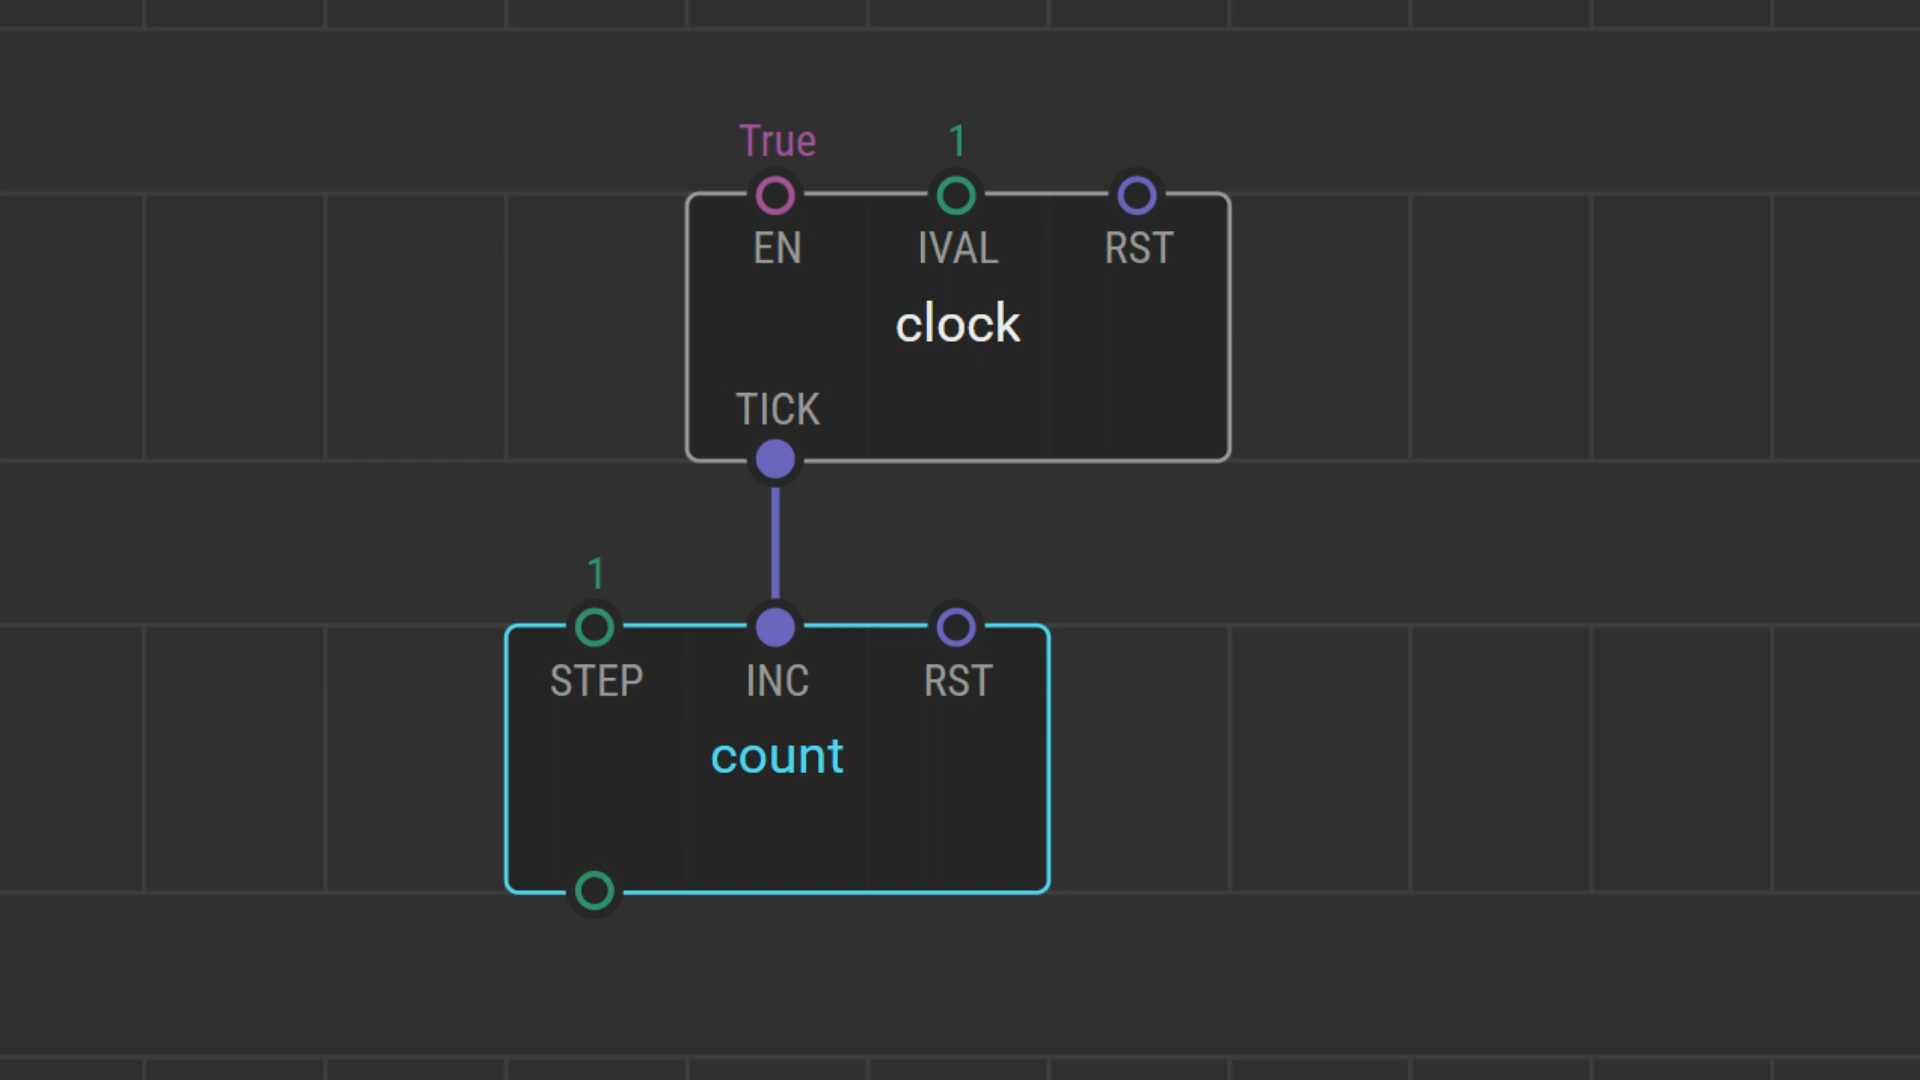 True 1
EN IVAL RST
clock
TICK
1
STEP INC RST
count